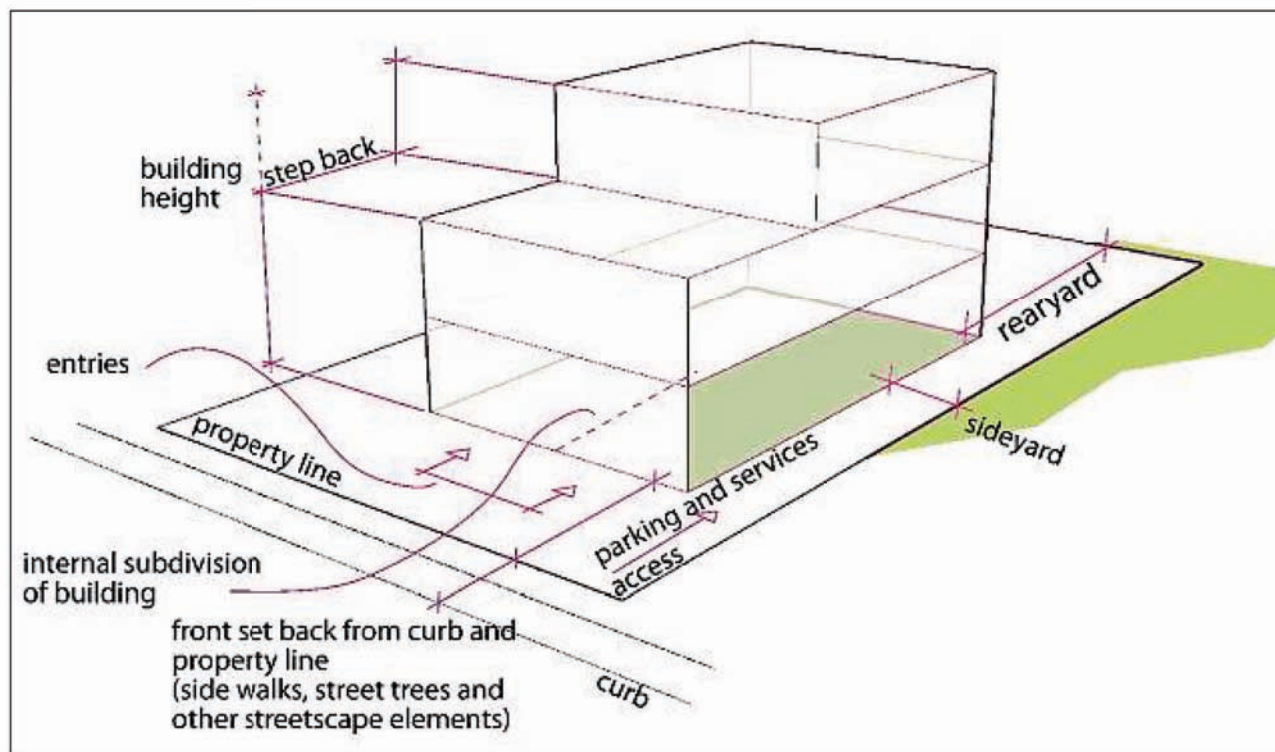 building
height
step back
entries
property line
internal subdivision
of building
front set back from curb and
property line
(side walks, street trees and
other streetscape elements)
curb
parking and services
access
sideyard
rearyard